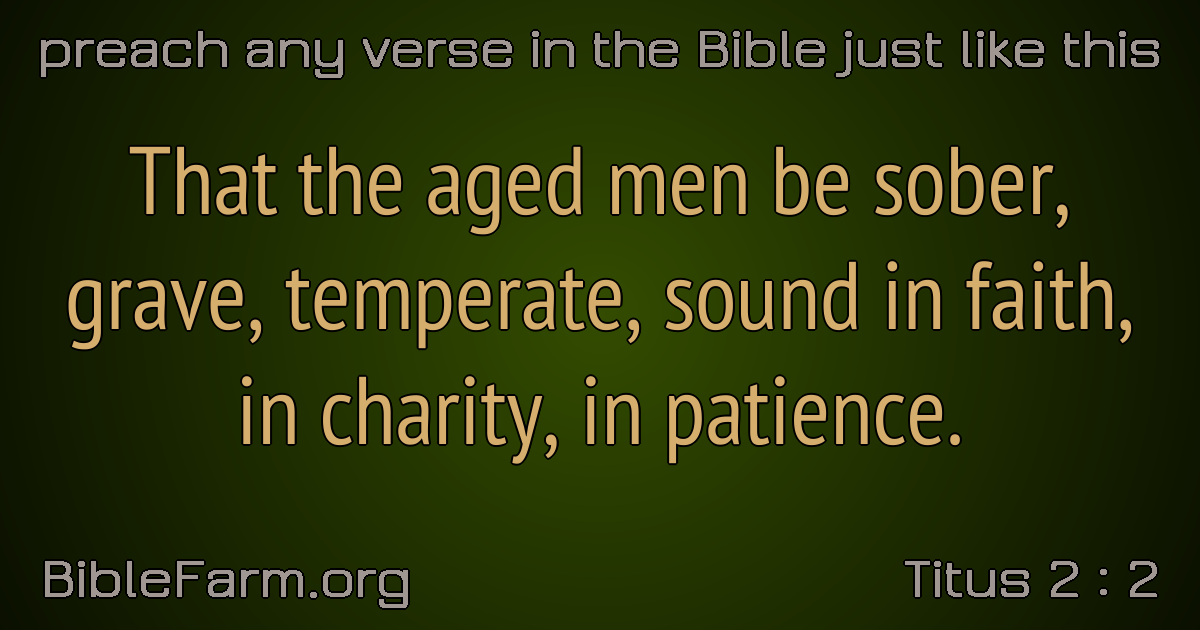 preach any verse in the Bible just like this
That the aged men be sober,
grave, temperate, sound in faith,
in charity, in patience.
BibleFarm.org
Titus 2 : 2